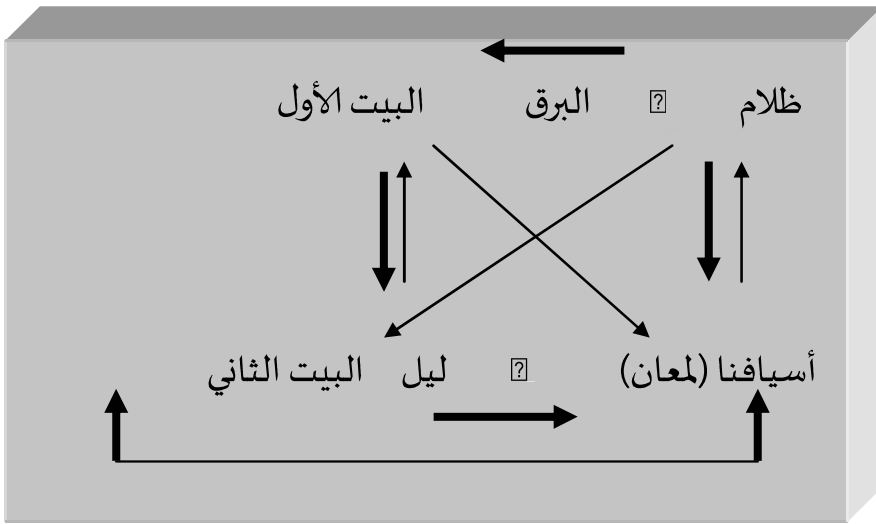 ظلام البرق البيت الأول
أسيافنا (لمعان) ليل البيت الثاني